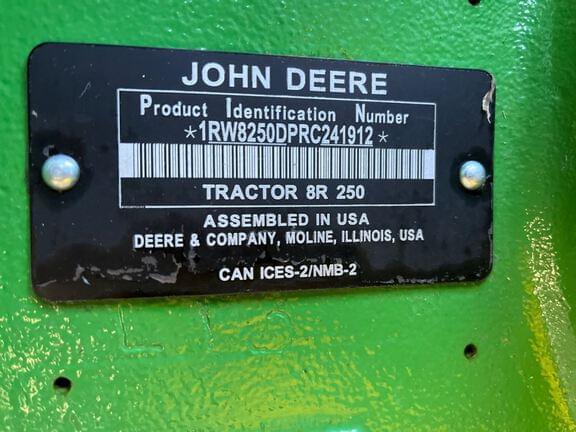 JOHN DEERE
Product Identification Number
*1RW8250DPRC241912*
TRACTOR 8R 250
ASSEMBLED IN USA
DEERE & COMPANY, MOLINE, ILLINOIS, USA
CAN ICES-2/NMB-2